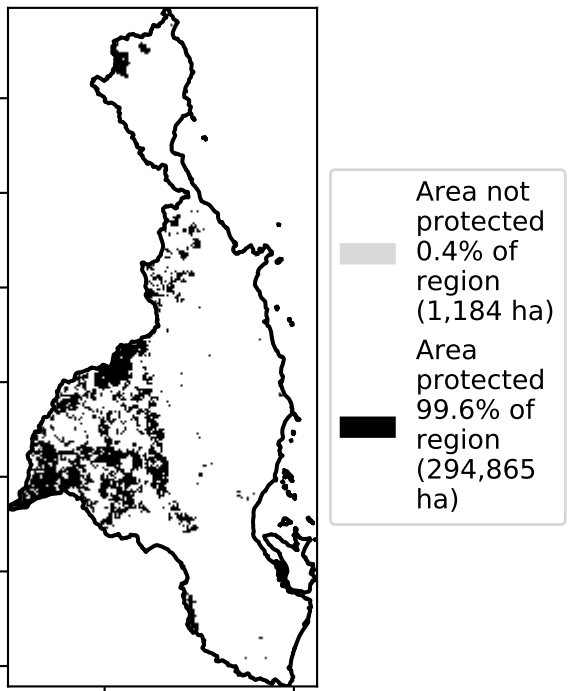 Area not
protected
0.4% of
region
(1,184 ha)
Area
protected
99.6% of
region
(294,865
ha)